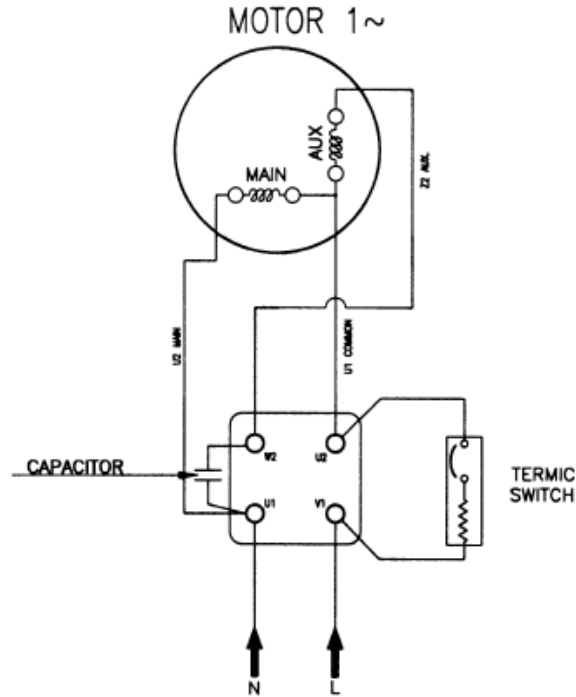 MOTOR 1~
AUX
MAIN
Z2 AUX.
U2 MAIN
U1 COMMON
W2
U2
CAPACITOR
TERMIC
SWITCH
U1
V1
N
L